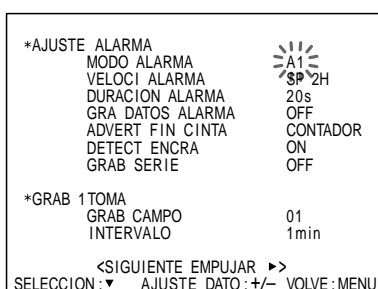 *AJUSTE ALARMA
MODO ALARMA A1
VELOCI ALARMA SP 2H
DURACION ALARMA 20s
GRA DATOS ALARMA OFF
ADVERT FIN CINTA CONTADOR
DETECT ENCRA ON
GRAB SERIE OFF
*GRAB 1TOMA
GRAB CAMPO 01
INTERVALO 1min
<SIGUIENTE EMPUJAR ►>
SELECCION:▼ AJUSTE DATO:+/− VOLVE:MENU